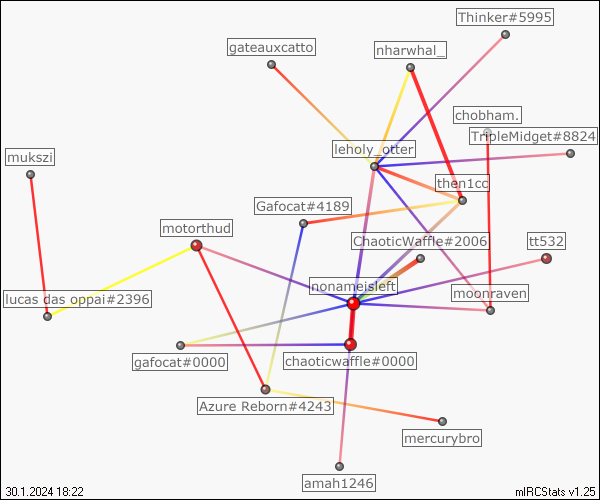 Thinker#5995
gateauxcatto
nharwhal_
chobham.
TripleMidget#8824
leholy_otter
mukszi
then1cc
Gafocat#4189
motorthud
ChaoticWaffle#2006
tt532
nonameisleft
moonraven
lucas das oppai#2396
gafocat#0000
chaoticwaffle#0000
Azure Reborn#4243
mercurybro
amah1246
30.1.2024 18:22
mIRCStats v1.25